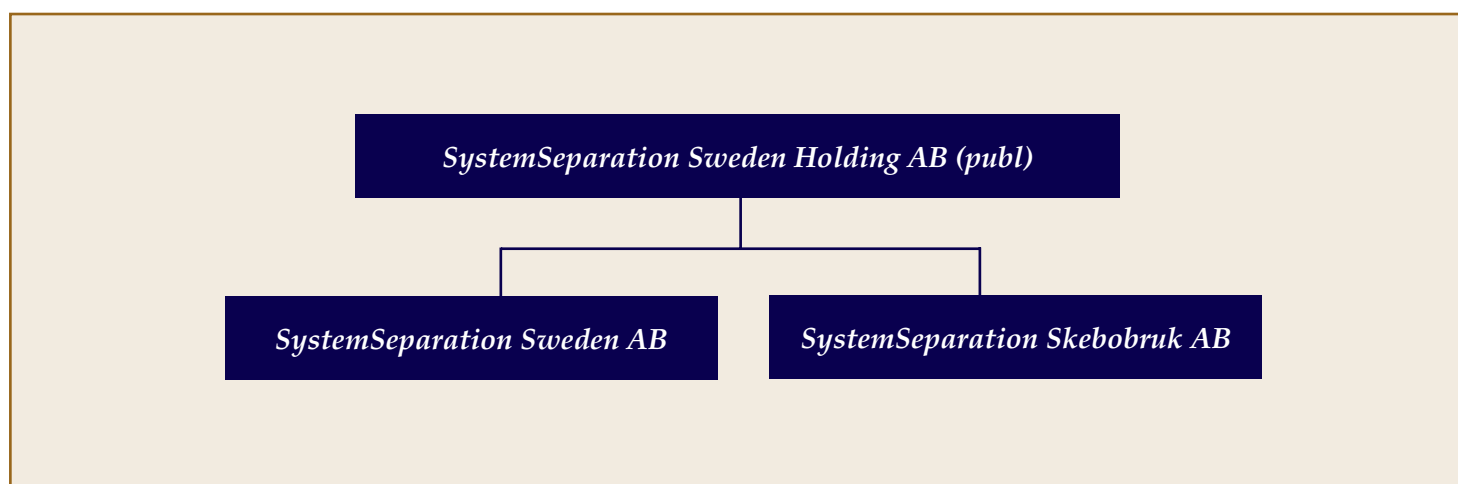 SystemSeparation Sweden Holding AB (publ)
SystemSeparation Sweden AB
SystemSeparation Skebobruk AB